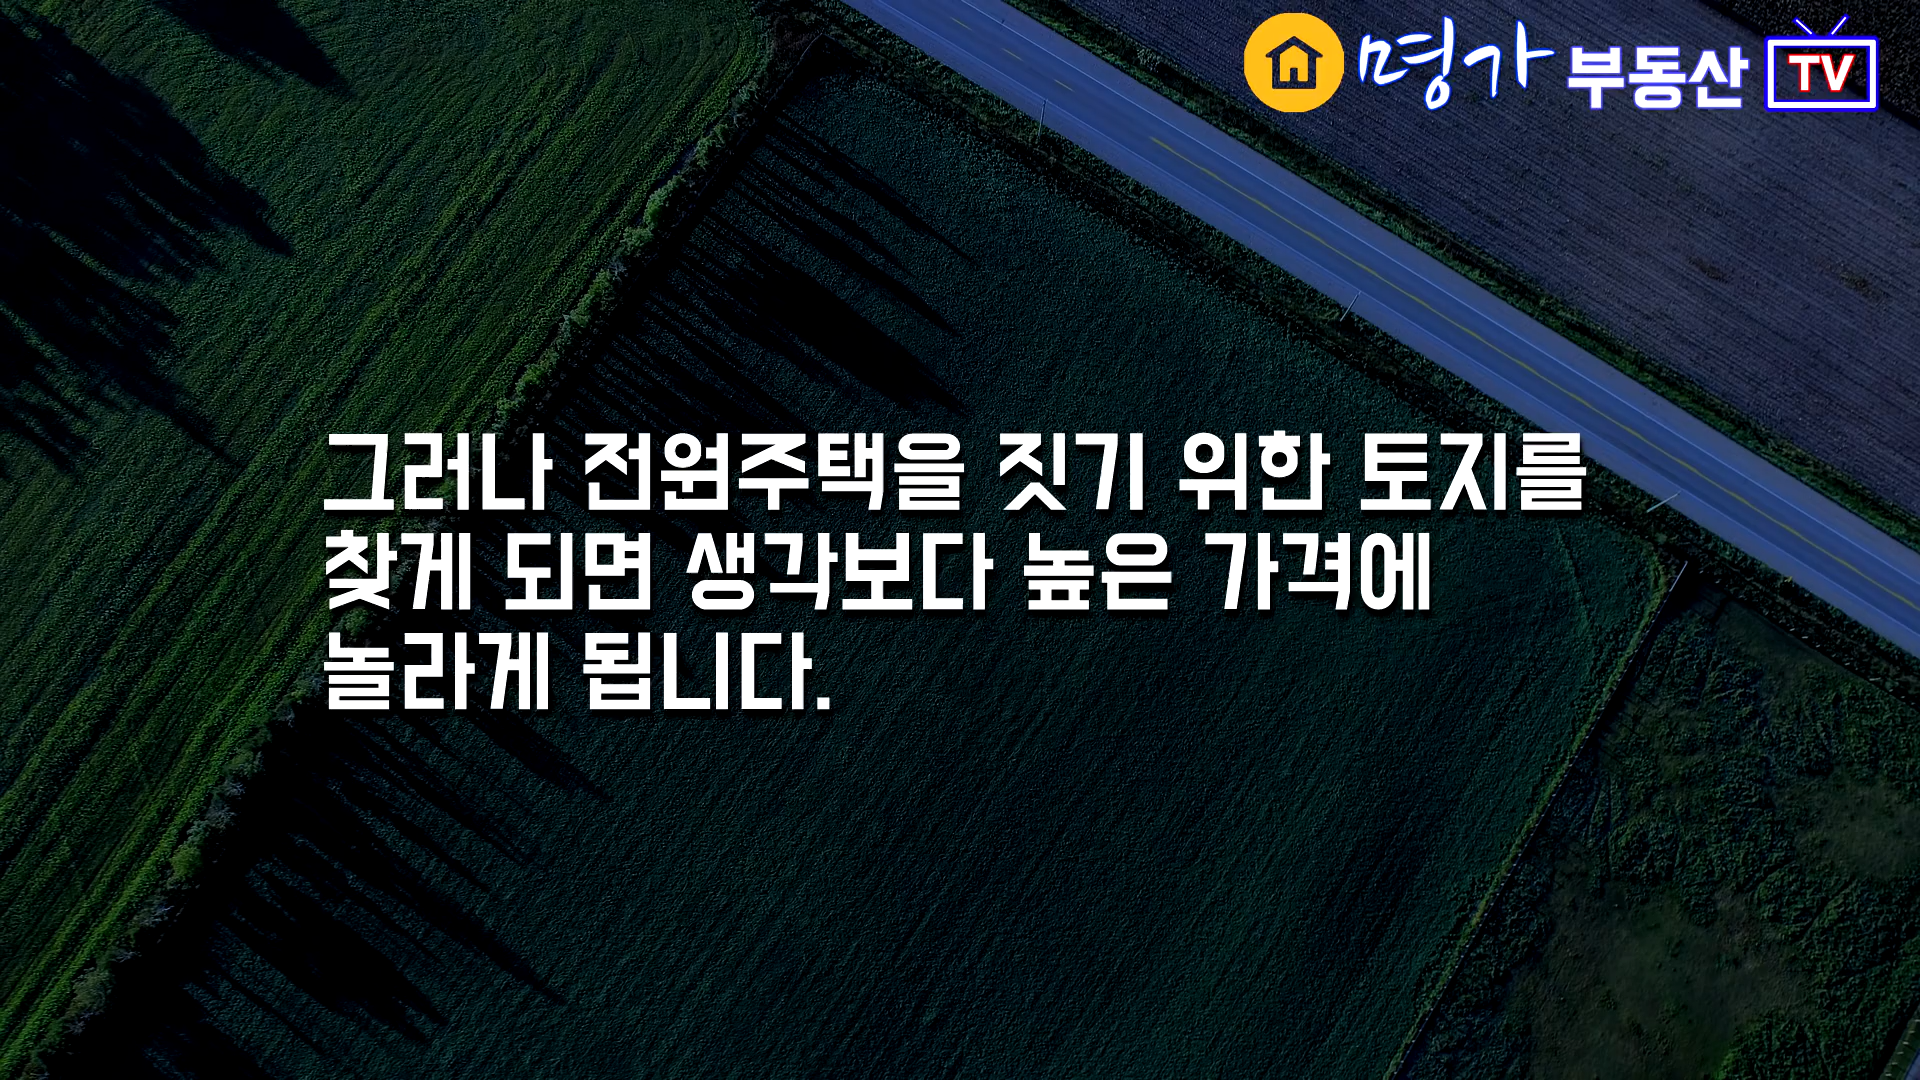 명가 부동산 TV
그러나 전원주택을 짓기 위한 토지를
찾게 되면 생각보다 높은 가격에
놀라게 됩니다.